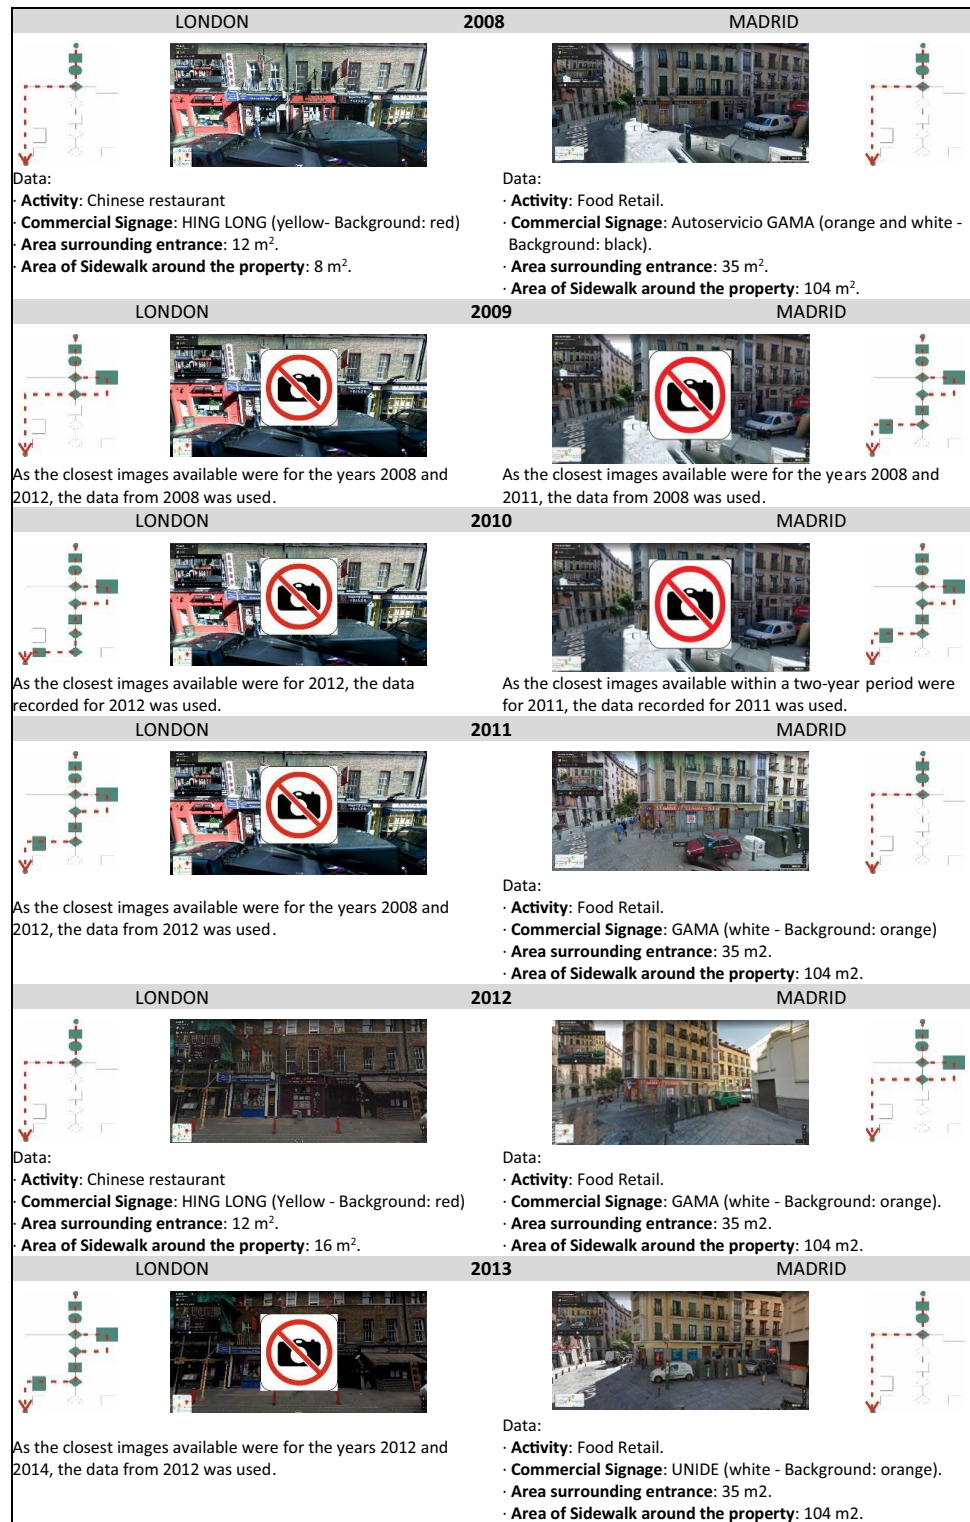 LONDON 2008 MADRID
Data:
· Activity: Chinese restaurant
· Commercial Signage: HING LONG (yellow- Background: red)
· Area surrounding entrance: 12 m².
· Area of Sidewalk around the property: 8 m².
Data:
· Activity: Food Retail.
· Commercial Signage: Autoservicio GAMA (orange and white -
Background: black).
· Area surrounding entrance: 35 m².
· Area of Sidewalk around the property: 104 m².
LONDON 2009 MADRID
As the closest images available were for the years 2008 and
2012, the data from 2008 was used.
As the closest images available were for the years 2008 and
2011, the data from 2008 was used.
LONDON 2010 MADRID
As the closest images available were for 2012, the data
recorded for 2012 was used.
As the closest images available within a two-year period were
for 2011, the data recorded for 2011 was used.
LONDON 2011 MADRID
As the closest images available were for the years 2008 and
2012, the data from 2012 was used.
Data:
· Activity: Food Retail.
· Commercial Signage: GAMA (white - Background: orange)
· Area surrounding entrance: 35 m2.
· Area of Sidewalk around the property: 104 m2.
LONDON 2012 MADRID
Data:
· Activity: Chinese restaurant
· Commercial Signage: HING LONG (Yellow - Background: red)
· Area surrounding entrance: 12 m².
· Area of Sidewalk around the property: 16 m².
Data:
· Activity: Food Retail.
· Commercial Signage: GAMA (white - Background: orange).
· Area surrounding entrance: 35 m2.
· Area of Sidewalk around the property: 104 m2.
LONDON 2013 MADRID
As the closest images available were for the years 2012 and
2014, the data from 2012 was used.
Data:
· Activity: Food Retail.
· Commercial Signage: UNIDE (white - Background: orange).
· Area surrounding entrance: 35 m2.
· Area of Sidewalk around the property: 104 m2.